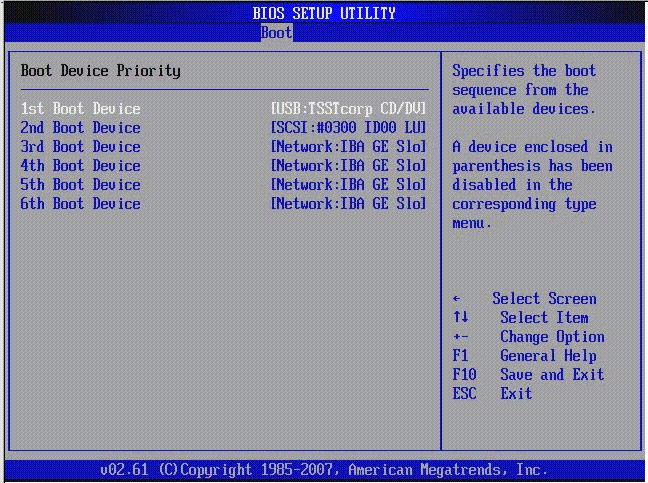 BIOS SETUP UTILITY
Boot
Boot Device Priority
1st Boot Device [USB:TSSTcorp CD/DV]
2nd Boot Device [SCSI:#0300 ID00 LU]
3rd Boot Device [Network:IBA GE Slo]
4th Boot Device [Network:IBA GE Slo]
5th Boot Device [Network:IBA GE Slo]
6th Boot Device [Network:IBA GE Slo]
Specifies the boot
sequence from the
available devices.
A device enclosed in
parenthesis has been
disabled in the
corresponding type
menu.
← Select Screen
↑↓ Select Item
+- Change Option
F1 General Help
F10 Save and Exit
ESC Exit
v02.61 (C)Copyright 1985-2007, American Megatrends, Inc.